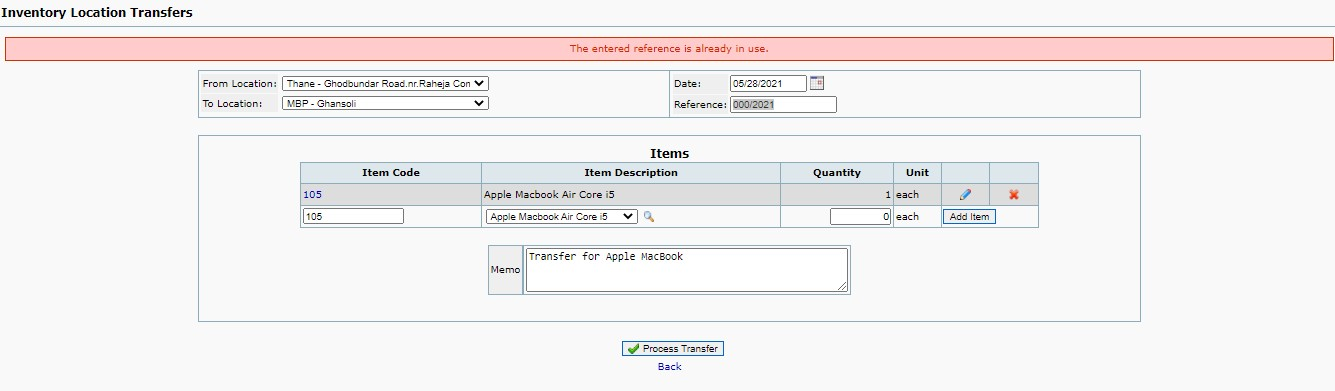 Inventory Location Transfers
The entered reference is already in use.
From Location: Thane - Ghodbundar Road.nr.Raheja Con
Date: 05/28/2021
To Location: MBP - Ghansoli
Reference: 000/2021
Items
Item Code Item Description Quantity Unit
105 Apple Macbook Air Core i5 1 each
105 Apple Macbook Air Core i5 0 each Add Item
Memo Transfer for Apple MacBook
Process Transfer
Back